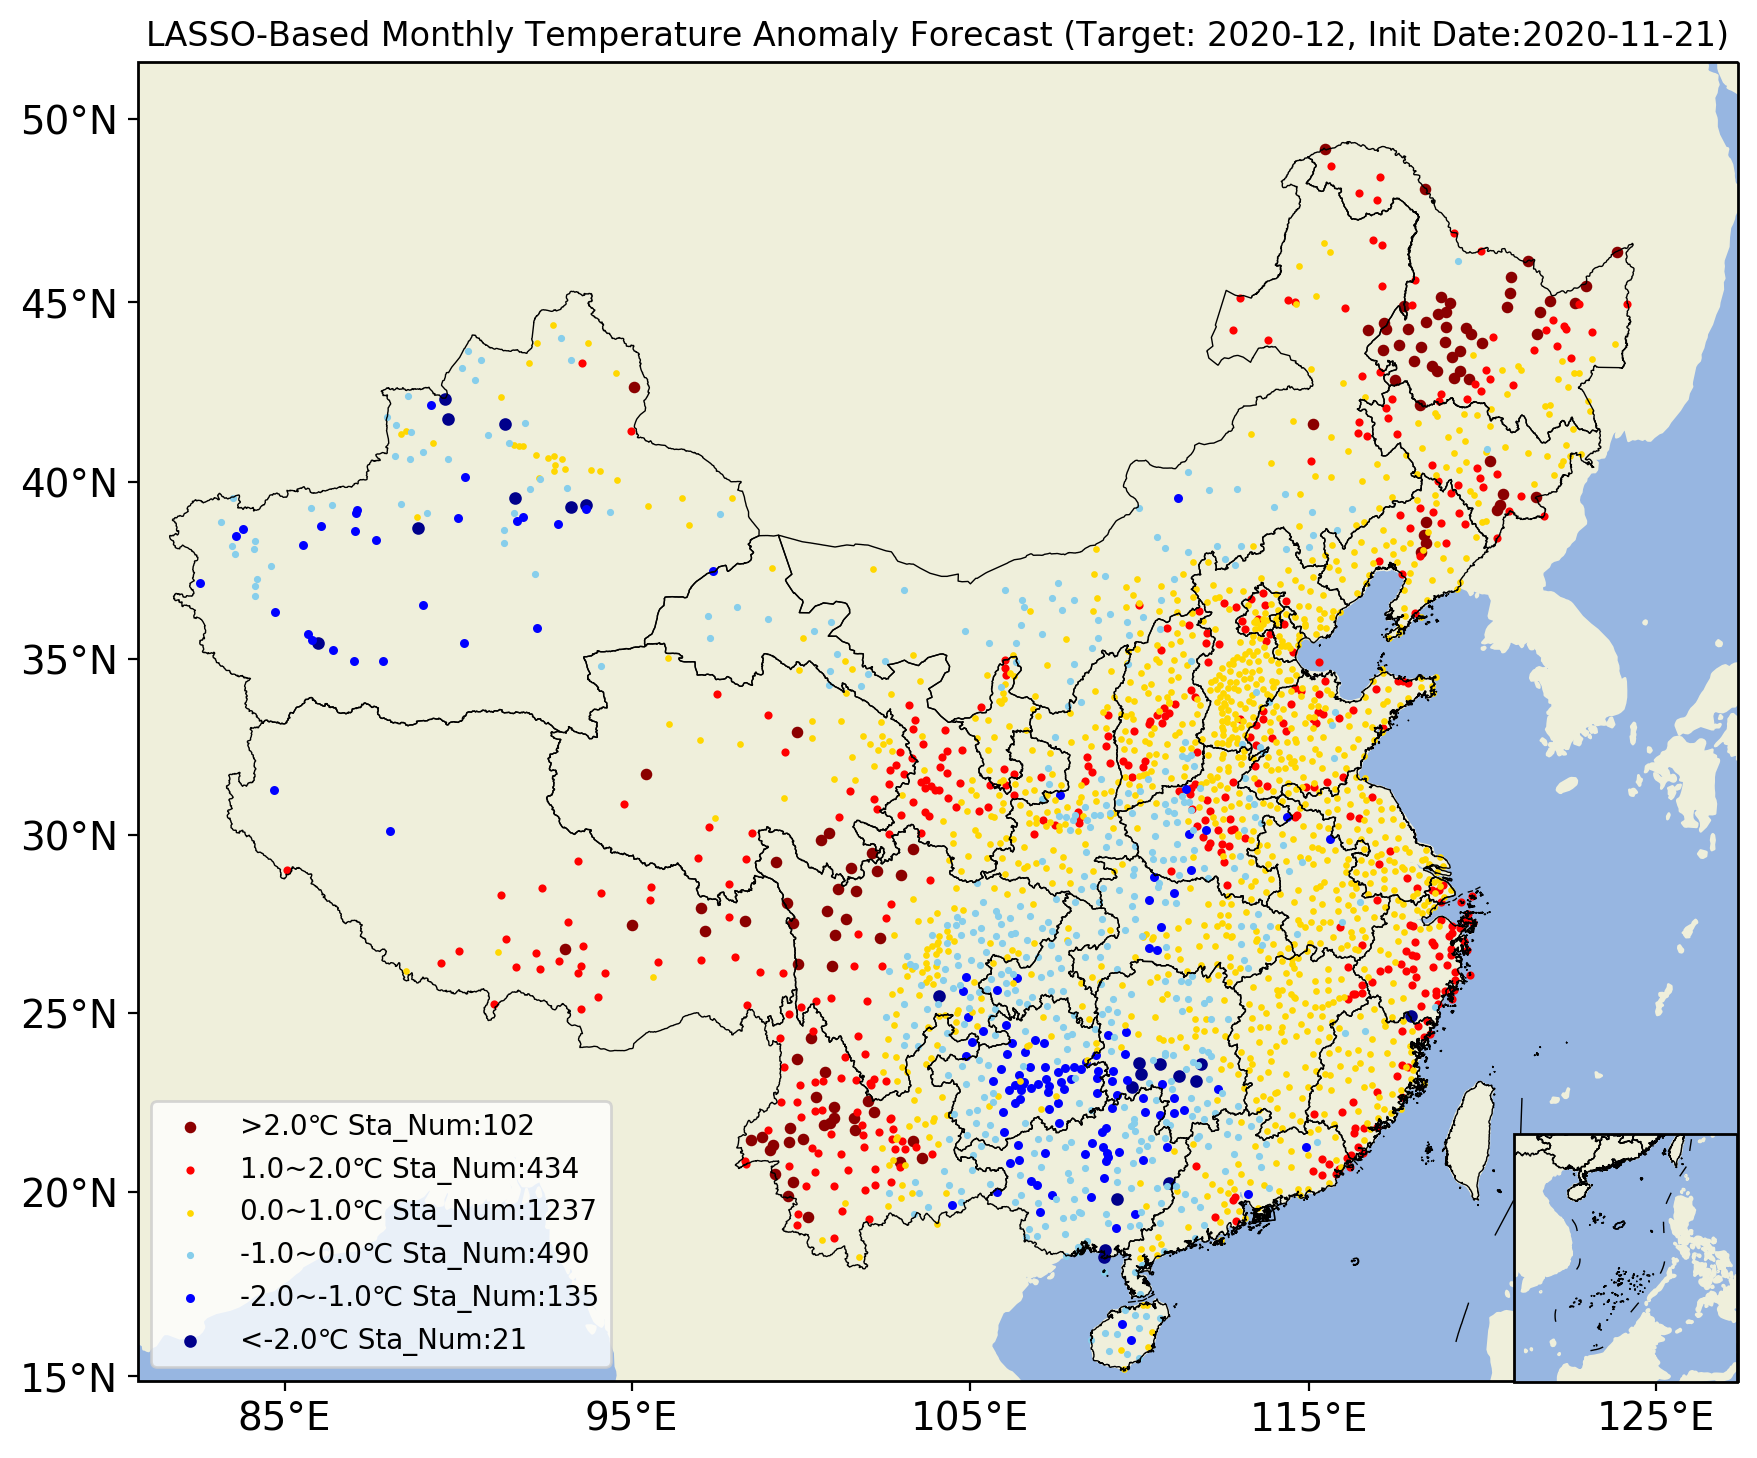 LASSO-Based Monthly Temperature Anomaly Forecast (Target: 2020-12, Init Date:2020-11-21)
50°N
45°N
40°N
35°N
30°N
25°N
20°N
15°N
>2.0℃ Sta_Num:102
1.0~2.0℃ Sta_Num:434
0.0~1.0℃ Sta_Num:1237
-1.0~0.0℃ Sta_Num:490
-2.0~-1.0℃ Sta_Num:135
<-2.0℃ Sta_Num:21
85°E
95°E
105°E
115°E
125°E